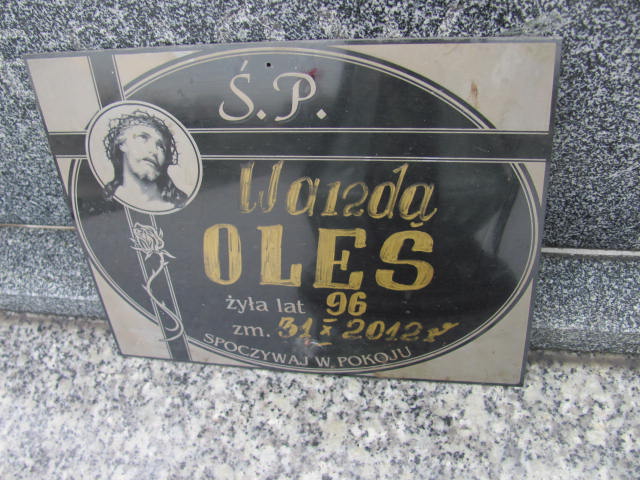 Ś.P.
Wanda
OLEŚ
żyła lat 96
zm. 31 X 2012 r
SPOCZYWAJ W POKOJU